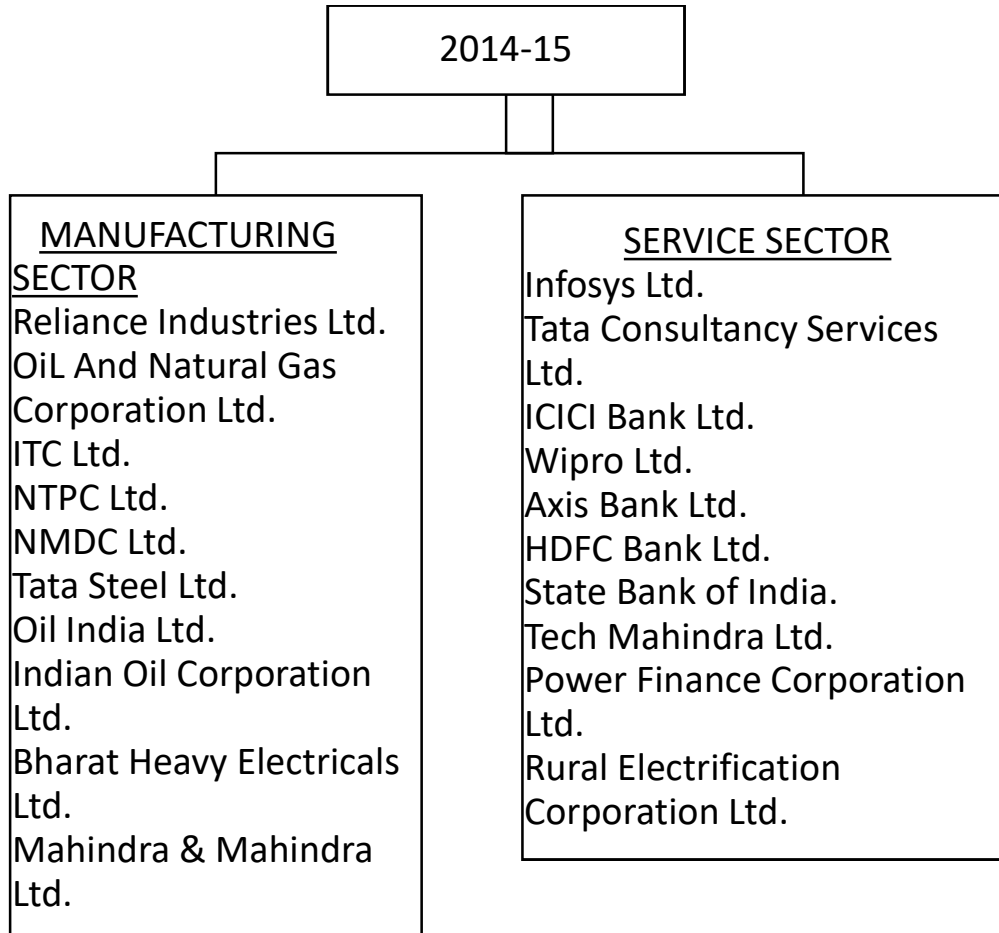 2014-15
MANUFACTURING
SECTOR
Reliance Industries Ltd.
OiL And Natural Gas
Corporation Ltd.
ITC Ltd.
NTPC Ltd.
NMDC Ltd.
Tata Steel Ltd.
Oil India Ltd.
Indian Oil Corporation
Ltd.
Bharat Heavy Electricals
Ltd.
Mahindra & Mahindra
Ltd.
SERVICE SECTOR
Infosys Ltd.
Tata Consultancy Services
Ltd.
ICICI Bank Ltd.
Wipro Ltd.
Axis Bank Ltd.
HDFC Bank Ltd.
State Bank of India.
Tech Mahindra Ltd.
Power Finance Corporation
Ltd.
Rural Electrification
Corporation Ltd.